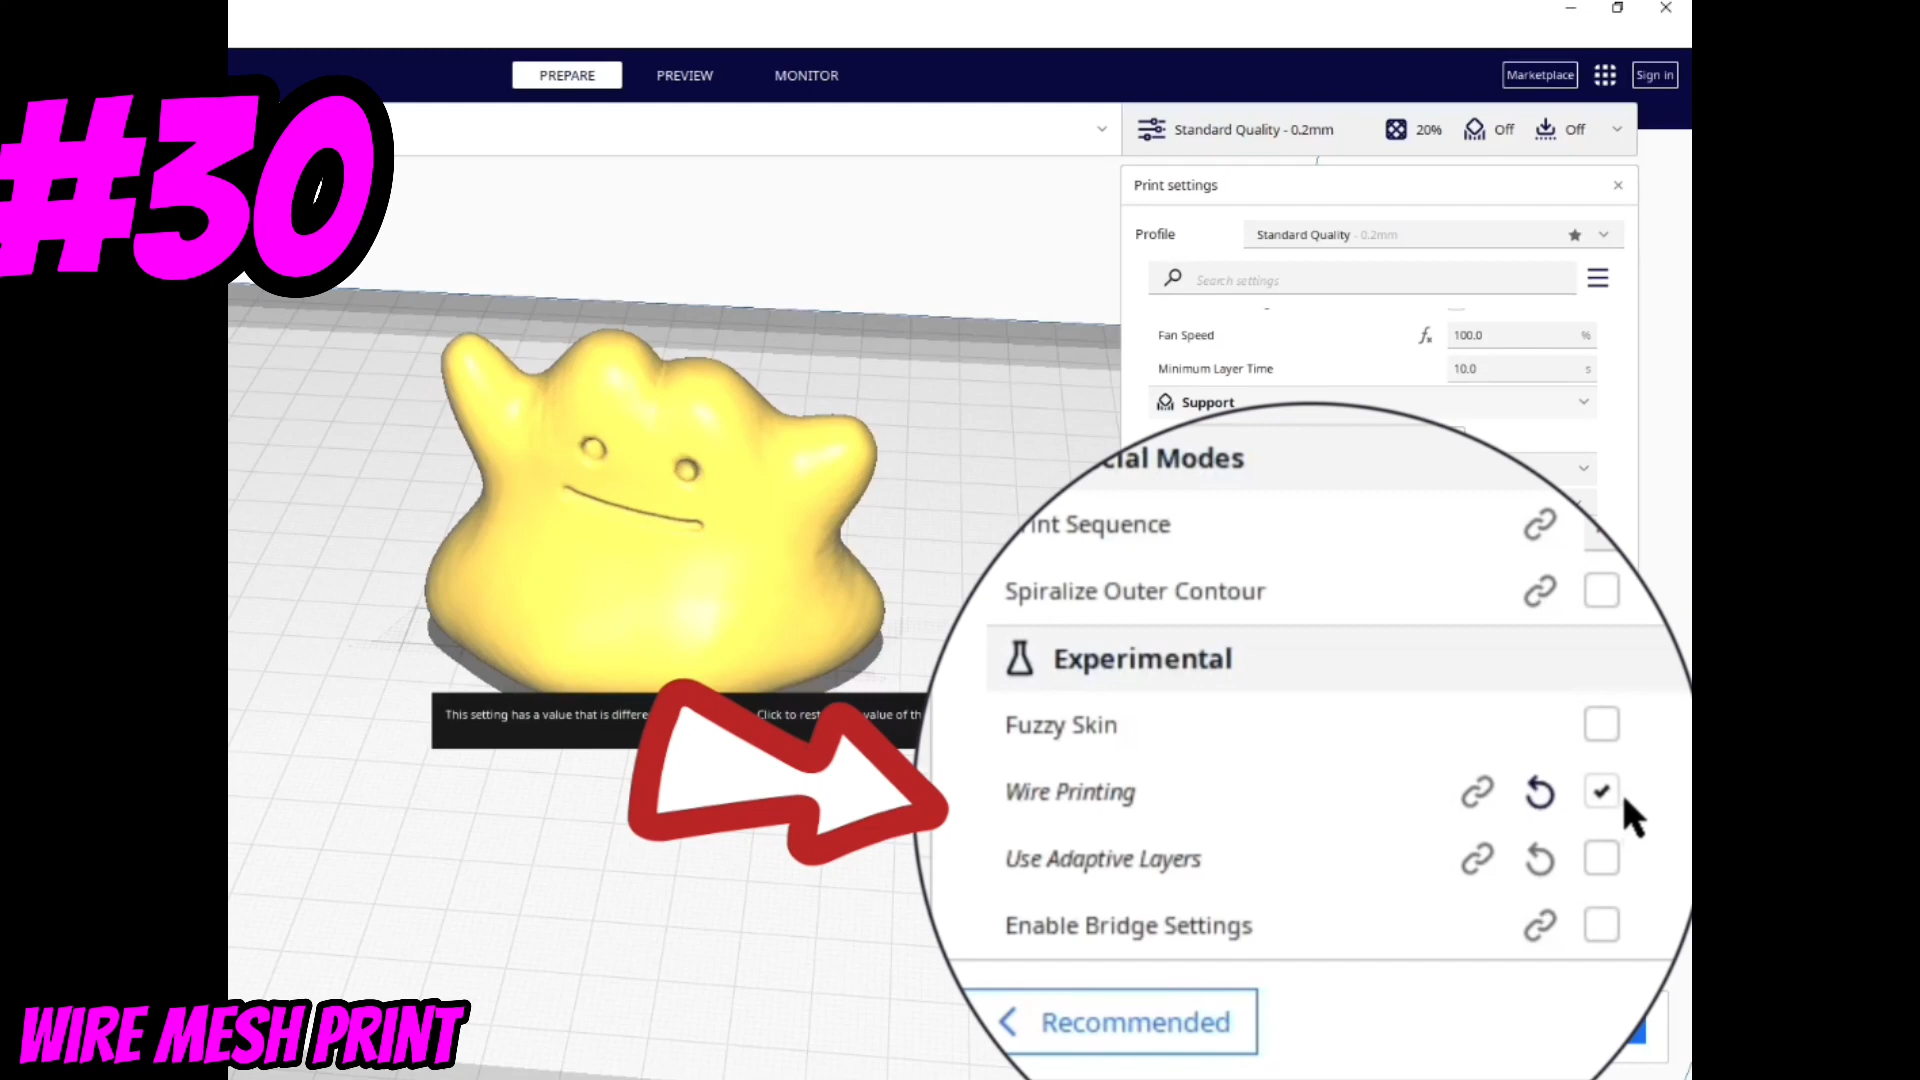 PREPARE PREVIEW MONITOR Marketplace Sign in
#30
Standard Quality - 0.2mm 20% Off Off
Print settings
Profile Standard Quality - 0.2mm
Search settings
Fan Speed 100.0 %
Minimum Layer Time 10.0 s
Support
cial Modes
int Sequence
Spiralize Outer Contour
Experimental
This setting has a value that is differe
Click to rest
value of th
Fuzzy Skin
Wire Printing
Use Adaptive Layers
Enable Bridge Settings
Recommended
WIRE MESH PRINT